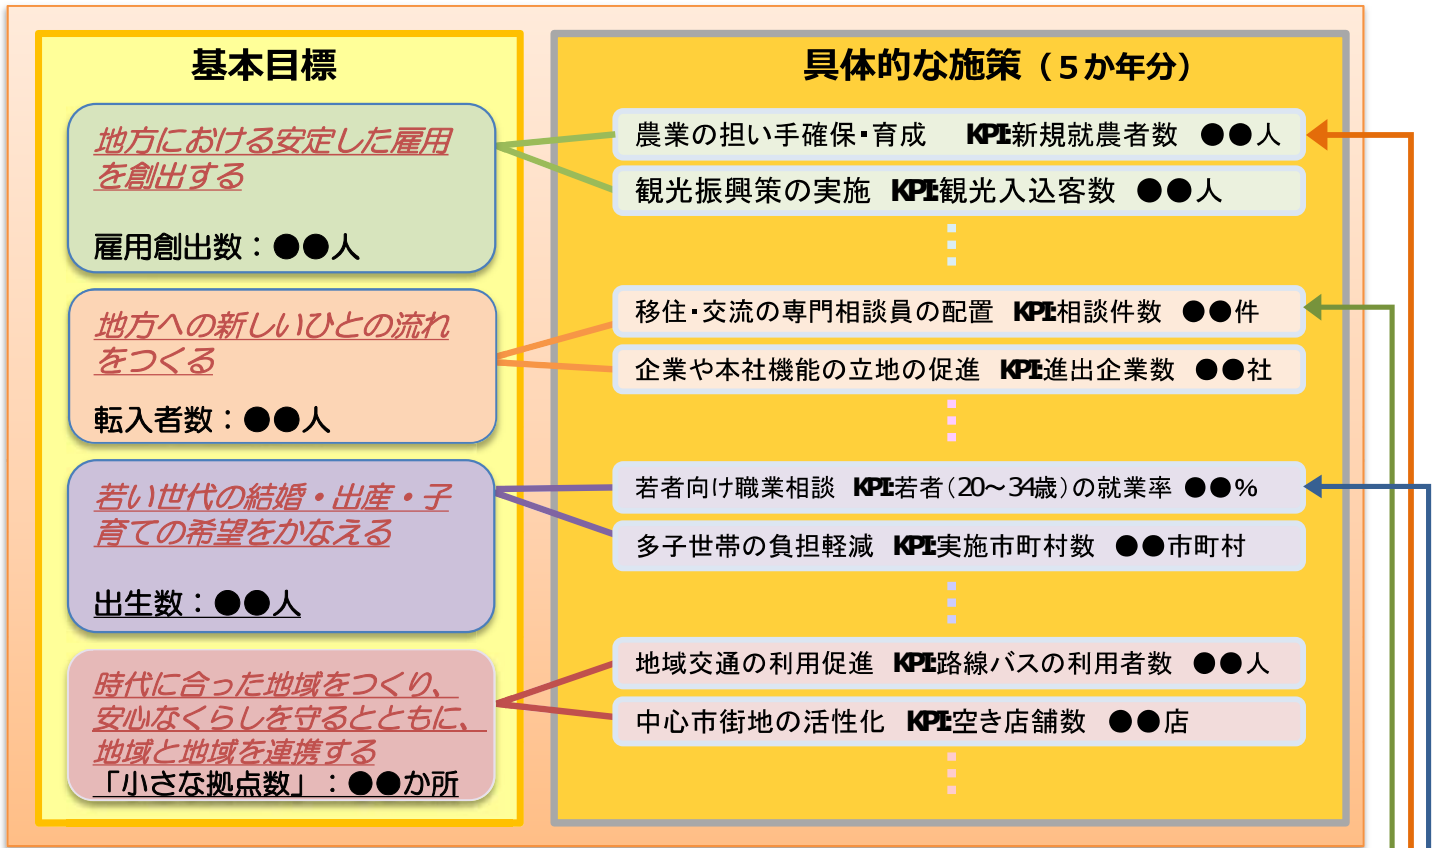 基本目標
地方における安定した雇用
を創出する
雇用創出数：●●人
地方への新しいひとの流れ
をつくる
転入者数：●●人
若い世代の結婚・出産・子
育ての希望をかなえる
出生数：●●人
時代に合った地域をつくり、
安心なくらしを守るとともに、
地域と地域を連携する
「小さな拠点数」：●●か所
具体的な施策（５か年分）
農業の担い手確保・育成　KPI:新規就農者数　●●人
観光振興策の実施　KPI:観光入込客数　●●人
移住・交流の専門相談員の配置　KPI:相談件数　●●件
企業や本社機能の立地の促進　KPI:進出企業数　●●社
若者向け職業相談　KPI:若者（20～34歳）の就業率　●●％
多子世帯の負担軽減　KPI:実施市町村数　●●市町村
地域交通の利用促進　KPI:路線バスの利用者数　●●人
中心市街地の活性化　KPI:空き店舗数　●●店